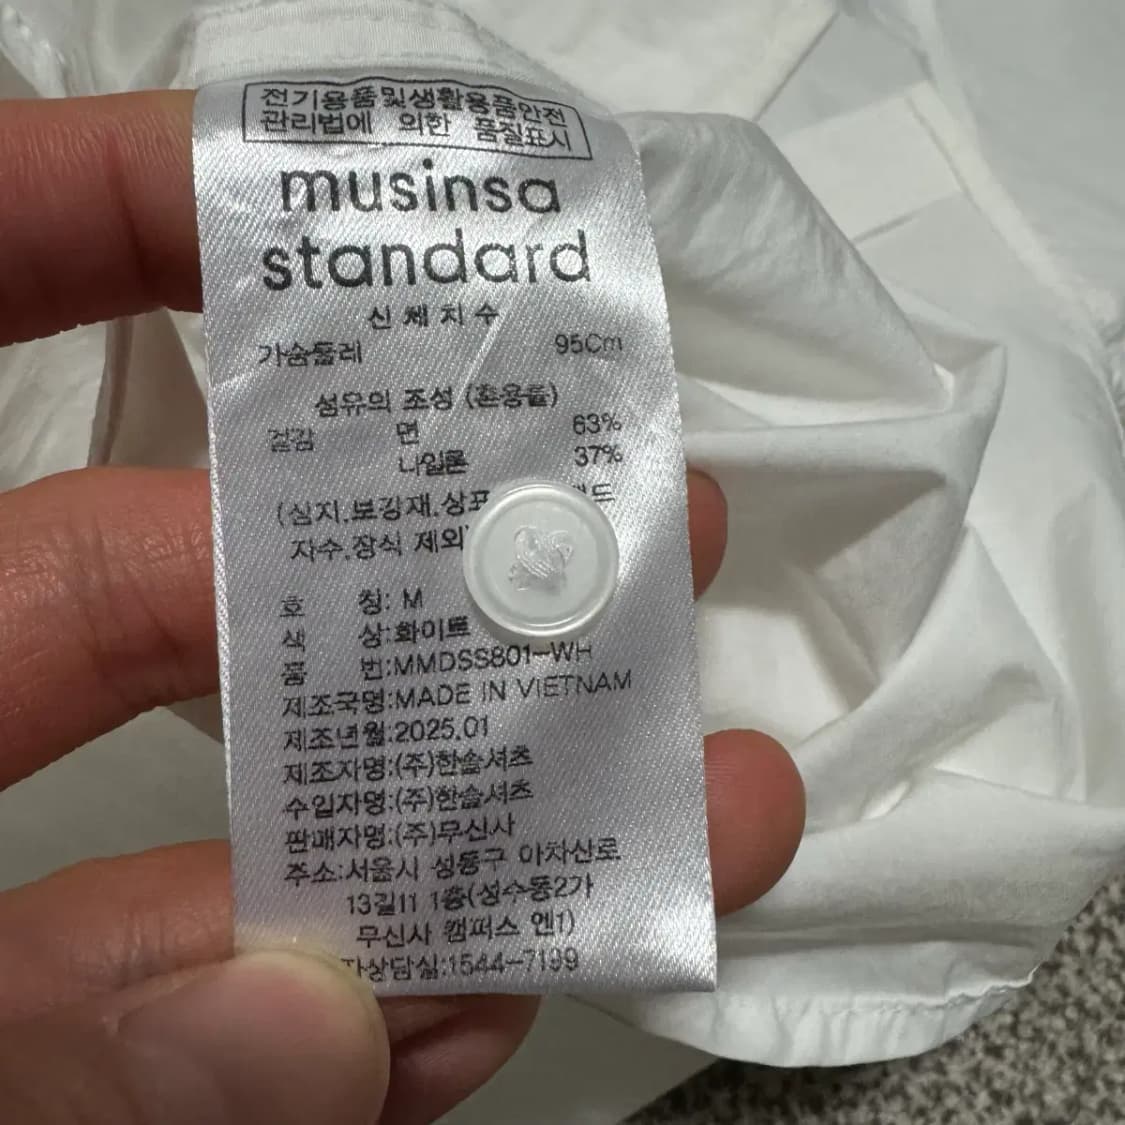 전기용품및생활용품안전
관리법에 의한 품질표시
musinsa
standard
신체치수
가슴둘레 95Cm
섬유의 조성 (혼용률)
겉감 면 63%
나일론 37%
(심지,보강재,상표
자수,장식 제외
호 칭: M
색 상:화이트
품 번:MMDSS801-WH
제조국명:MADE IN VIETNAM
제조년월:2025.01
제조자명:(주)한솔셔츠
수입자명:(주)한솔셔츠
판매자명:(주)무신사
주소:서울시 성동구 아차산로
13길11 1층(성수동2가
무신사 캠퍼스 엔1)
자상담실:1544-7199